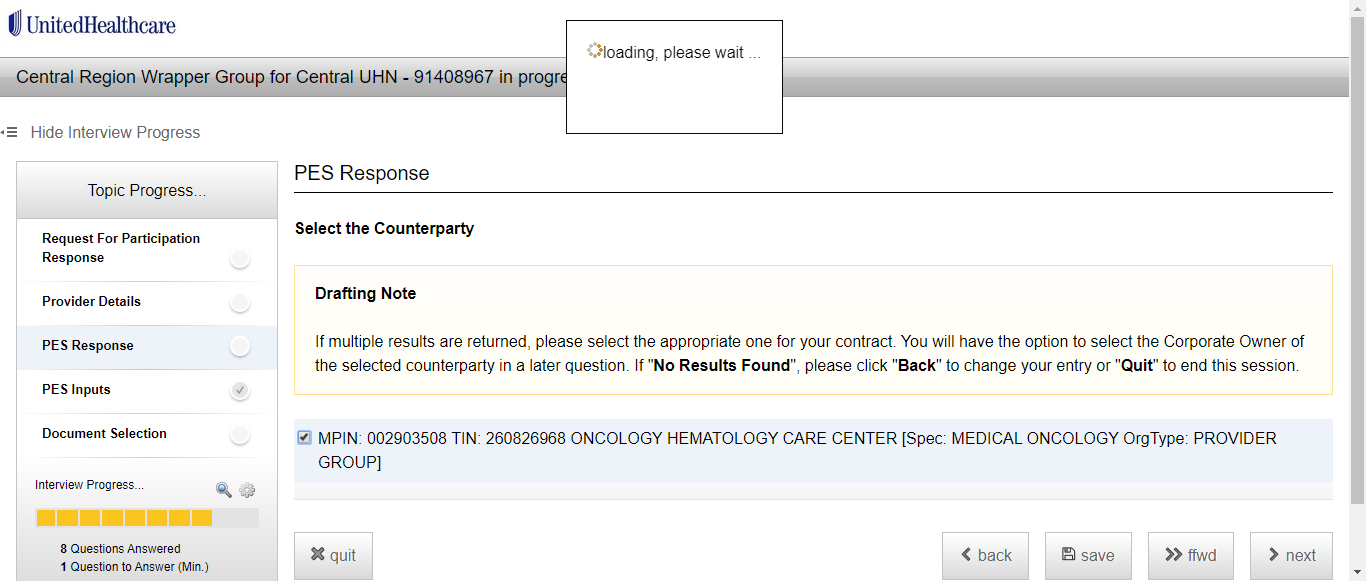 UnitedHealthcare
loading, please wait ...
Central Region Wrapper Group for Central UHN - 91408967 in progre
Hide Interview Progress
Topic Progress...
Request For Participation
Response
Provider Details
PES Response
PES Inputs
Document Selection
Interview Progress...
8 Questions Answered
1 Question to Answer (Min.)
PES Response
Select the Counterparty
Drafting Note
If multiple results are returned, please select the appropriate one for your contract. You will have the option to select the Corporate Owner of
the selected counterparty in a later question. If "No Results Found", please click "Back" to change your entry or "Quit" to end this session.
MPIN: 002903508 TIN: 260826968 ONCOLOGY HEMATOLOGY CARE CENTER [Spec: MEDICAL ONCOLOGY OrgType: PROVIDER
GROUP]
quit
back
save
ffwd
next